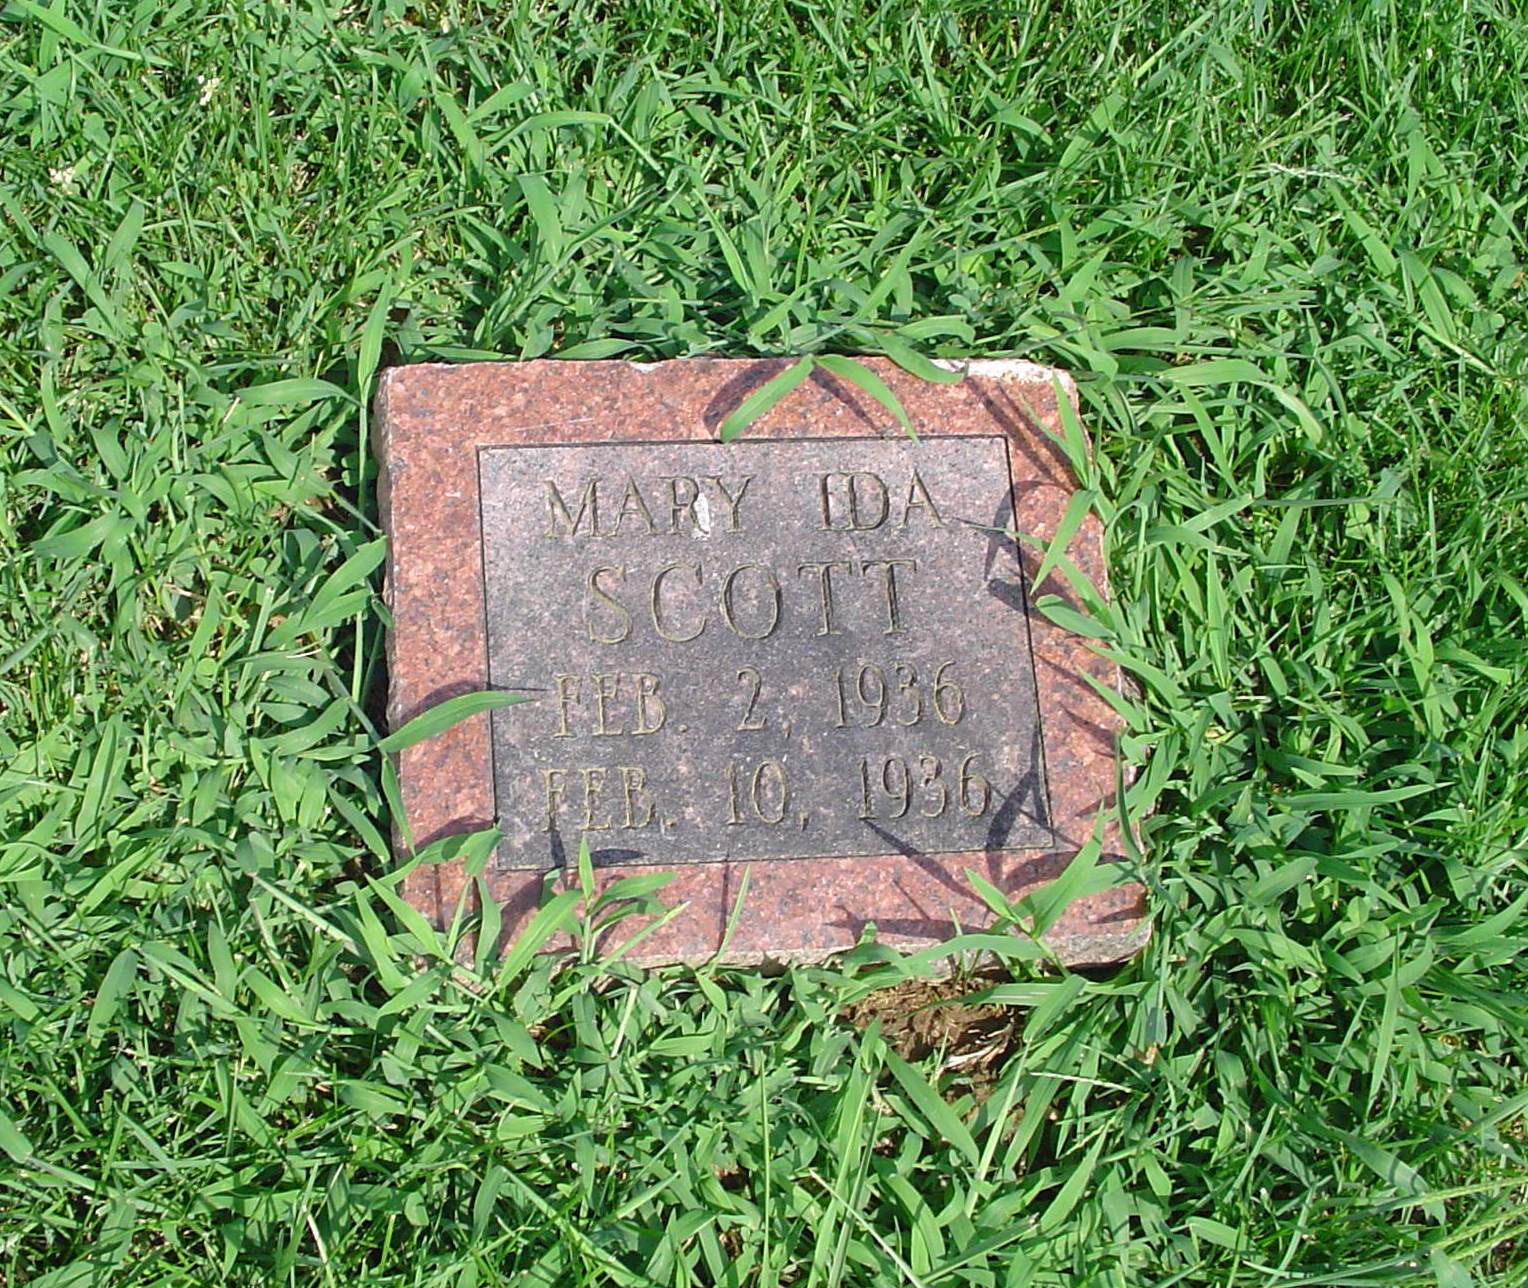 MARY IDA
SCOTT
FEB. 2, 1936
FEB. 10, 1936